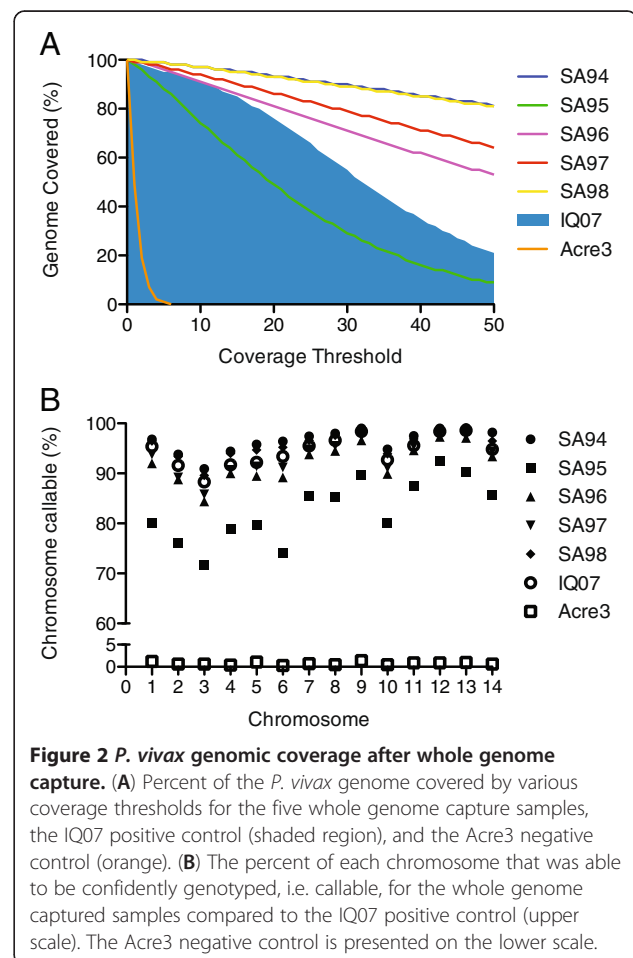 A
Genome Covered (%)
100
80
60
40
20
0
0 10 20 30 40 50
Coverage Threshold
SA94
SA95
SA96
SA97
SA98
IQ07
Acre3
B
Chromosome callable (%)
100
90
80
70
60
5
0
0 1 2 3 4 5 6 7 8 9 10 11 12 13 14
Chromosome
SA94
SA95
SA96
SA97
SA98
IQ07
Acre3
Figure 2 P. vivax genomic coverage after whole genome
capture. (A) Percent of the P. vivax genome covered by various
coverage thresholds for the five whole genome capture samples,
the IQ07 positive control (shaded region), and the Acre3 negative
control (orange). (B) The percent of each chromosome that was able
to be confidently genotyped, i.e. callable, for the whole genome
captured samples compared to the IQ07 positive control (upper
scale). The Acre3 negative control is presented on the lower scale.